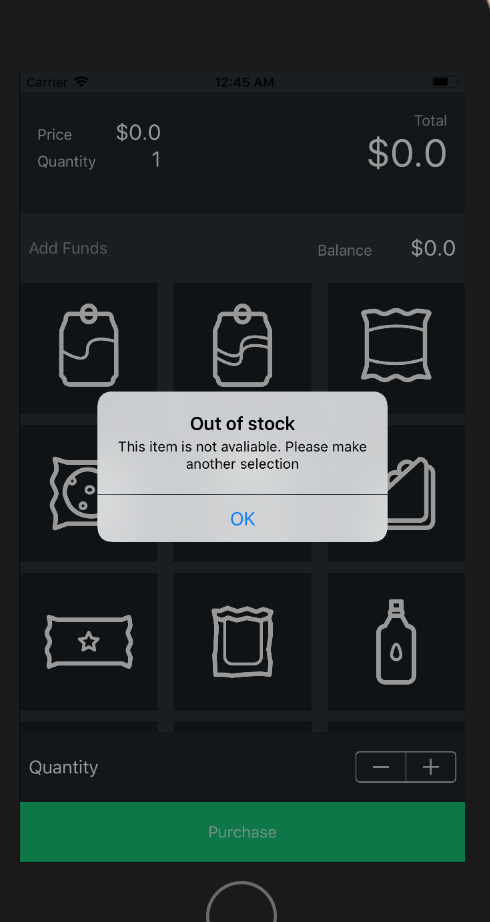 Carrier 12:45 AM
Total
Price $0.0
$0.0
Quantity 1
Add Funds Balance $0.0
Out of stock
This item is not avaliable. Please make
another selection
OK
Quantity − +
Purchase